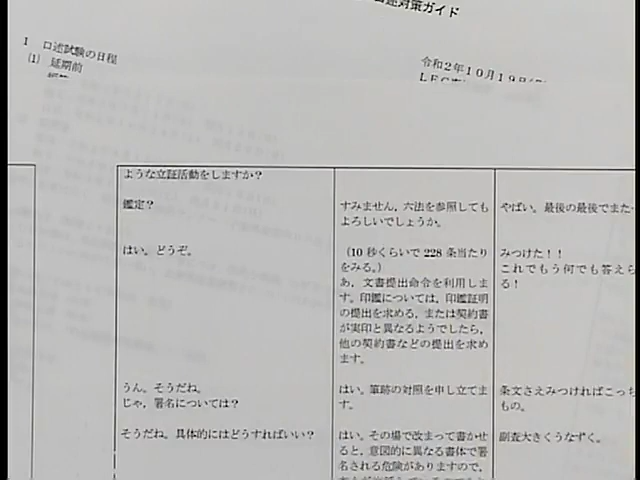 対策ガイド
1 口述試験の日程
(1) 延期前
令和2年10月19日
ような立証活動をしますか？
鑑定？
すみません，六法を参照しても
よろしいでしょうか。
やばい。最後の最後でまた
はい。どうぞ。
（10 秒くらいで 228 条当たり
をみる。）
あ，文書提出命令を利用しま
す。印鑑については，印鑑証明
の提出を求める，または契約書
が実印と異なるようでしたら，
他の契約書などの提出を求め
ます。
みつけた！！
これでもう何でも答えら
る！
うん。そうだね。
じゃ，署名については？
はい。筆跡の対照を申し立てま
す。
条文さえみつければこっち
もの。
そうだね。具体的にはどうすればいい？
はい。その場で改まって書かせ
ると，意図的に異なる書体で署
名される危険がありますので，
副査大きくうなずく。